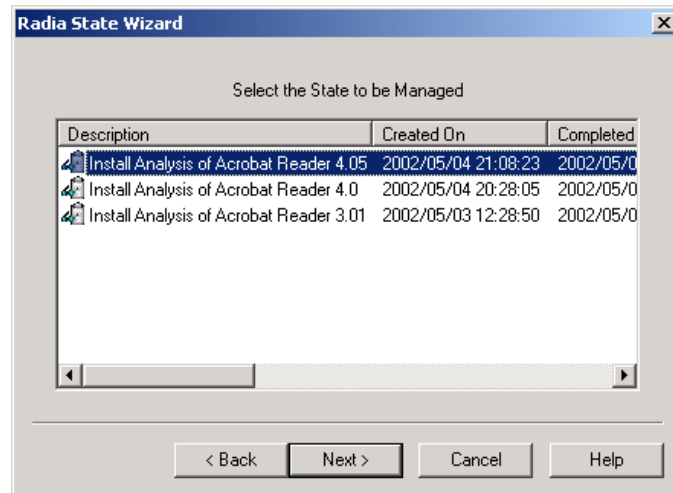 Radia State Wizard
Select the State to be Managed
Description Created On Completed
Install Analysis of Acrobat Reader 4.05 2002/05/04 21:08:23 2002/05/0
Install Analysis of Acrobat Reader 4.0 2002/05/04 20:28:05 2002/05/0
Install Analysis of Acrobat Reader 3.01 2002/05/03 12:28:50 2002/05/0
< Back Next > Cancel Help